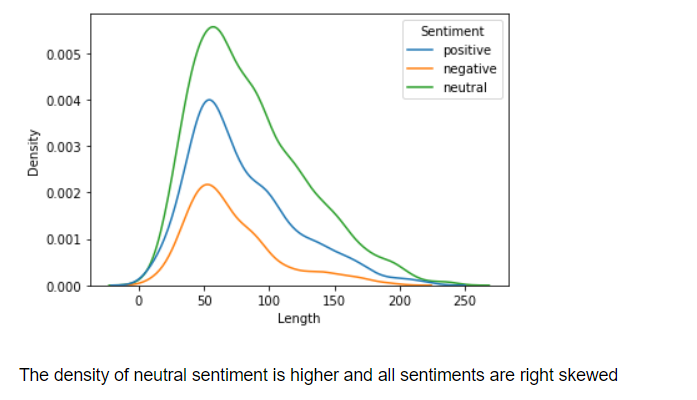 Sentiment
positive
negative
neutral
0.005
0.004
0.003
0.002
0.001
0.000
Density
0 50 100 150 200 250
Length
The density of neutral sentiment is higher and all sentiments are right skewed